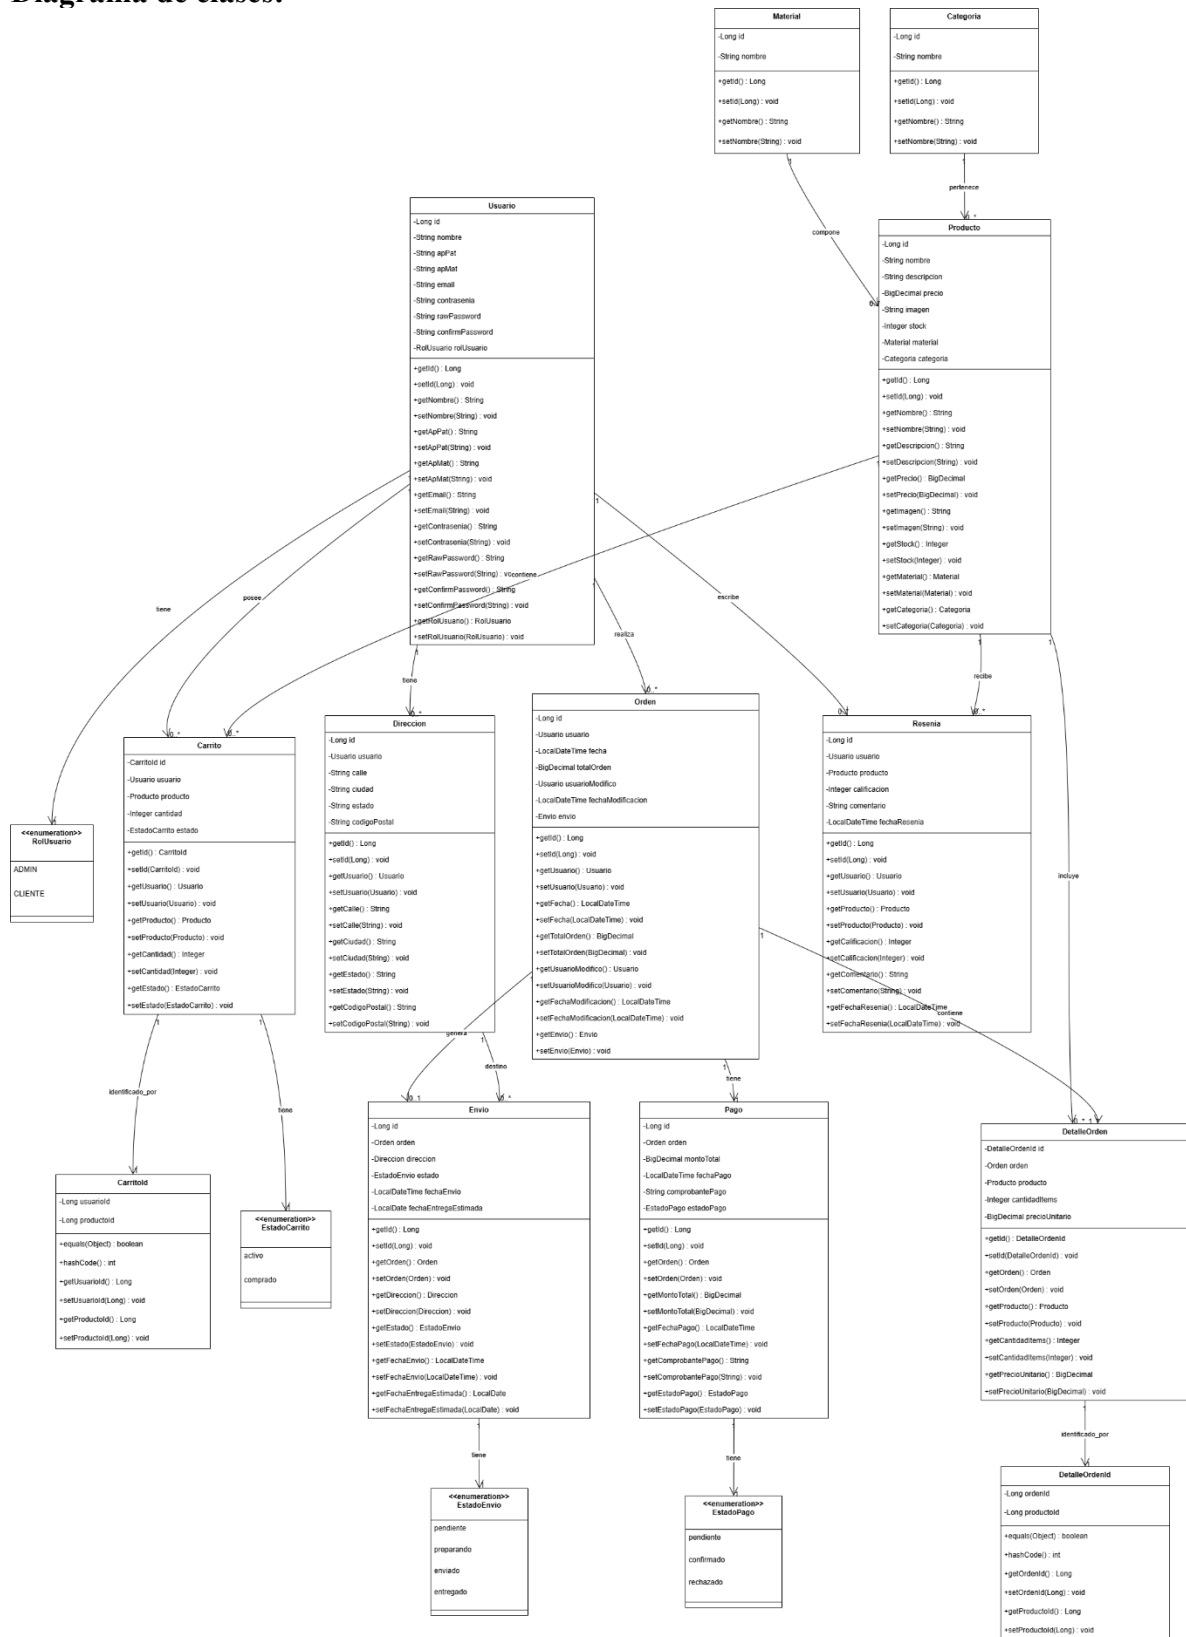 Diagrama de clases:
Material
-Long id
-String nombre
+getId() : Long
+setId(Long) : void
+getNombre() : String
+setNombre(String) : void
1
compone
Categoria
-Long id
-String nombre
+getId() : Long
+setId(Long) : void
+getNombre() : String
+setNombre(String) : void
1
pertenece
0..*
Usuario
-Long id
-String nombre
-String apPat
-String apMat
-String email
-String contrasenia
-String rawPassword
-String confirmPassword
-RolUsuario rolUsuario
+getId() : Long
+setId(Long) : void
+getNombre() : String
+setNombre(String) : void
+getApPat() : String
+setApPat(String) : void
+getApMat() : String
+setApMat(String) : void
+getEmail() : String
+setEmail(String) : void
+getContrasenia() : String
+setContrasenia(String) : void
+getRawPassword() : String
+setRawPassword(String) : void
+getConfirmPassword() : String
+setConfirmPassword(String) : void
+getRolUsuario() : RolUsuario
+setRolUsuario(RolUsuario) : void
Producto
-Long id
-String nombre
-String descripcion
-BigDecimal precio
-String imagen
-Integer stock
-Material material
-Categoria categoria
+getId() : Long
+setId(Long) : void
+getNombre() : String
+setNombre(String) : void
+getDescripcion() : String
+setDescripcion(String) : void
+getPrecio() : BigDecimal
+setPrecio(BigDecimal) : void
+getImagen() : String
+setImagen(String) : void
+getStock() : Integer
+setStock(Integer) : void
+getMaterial() : Material
+setMaterial(Material) : void
+getCategoria() : Categoria
+setCategoria(Categoria) : void
tiene
posee
contiene
1
tiene
0..*
1
realiza
0..*
1
escribe
1
recibe
0..*
1
incluye
<<enumeration>>
RolUsuario
ADMIN
CLIENTE
0..*
0..*
Carrito
-CarritoId id
-Usuario usuario
-Producto producto
-Integer cantidad
-EstadoCarrito estado
+getId() : CarritoId
+setId(CarritoId) : void
+getUsuario() : Usuario
+setUsuario(Usuario) : void
+getProducto() : Producto
+setProducto(Producto) : void
+getCantidad() : Integer
+setCantidad(Integer) : void
+getEstado() : EstadoCarrito
+setEstado(EstadoCarrito) : void
1
identificado_por
1
tiene
Direccion
-Long id
-Usuario usuario
-String calle
-String ciudad
-String estado
-String codigoPostal
+getId() : Long
+setId(Long) : void
+getUsuario() : Usuario
+setUsuario(Usuario) : void
+getCalle() : String
+setCalle(String) : void
+getCiudad() : String
+setCiudad(String) : void
+getEstado() : String
+setEstado(String) : void
+getCodigoPostal() : String
+setCodigoPostal(String) : void
1
destino
0..*
Orden
-Long id
-Usuario usuario
-LocalDateTime fecha
-BigDecimal totalOrden
-Usuario usuarioModifico
-LocalDateTime fechaModificacion
-Envio envio
+getId() : Long
+setId(Long) : void
+getUsuario() : Usuario
+setUsuario(Usuario) : void
+getFecha() : LocalDateTime
+setFecha(LocalDateTime) : void
+getTotalOrden() : BigDecimal
+setTotalOrden(BigDecimal) : void
+getUsuarioModifico() : Usuario
+setUsuarioModifico(Usuario) : void
+getFechaModificacion() : LocalDateTime
+setFechaModificacion(LocalDateTime) : void
+getEnvio() : Envio
+setEnvio(Envio) : void
genera
0..1
1
tiene
1
contiene
Resenia
-Long id
-Usuario usuario
-Producto producto
-Integer calificacion
-String comentario
-LocalDateTime fechaResenia
+getId() : Long
+setId(Long) : void
+getUsuario() : Usuario
+setUsuario(Usuario) : void
+getProducto() : Producto
+setProducto(Producto) : void
+getCalificacion() : Integer
+setCalificacion(Integer) : void
+getComentario() : String
+setComentario(String) : void
+getFechaResenia() : LocalDateTime
+setFechaResenia(LocalDateTime) : void
CarritoId
-Long usuarioId
-Long productoId
+equals(Object) : boolean
+hashCode() : int
+getUsuarioId() : Long
+setUsuarioId(Long) : void
+getProductoId() : Long
+setProductoId(Long) : void
<<enumeration>>
EstadoCarrito
activo
comprado
Envio
-Long id
-Orden orden
-Direccion direccion
-EstadoEnvio estado
-LocalDateTime fechaEnvio
-LocalDate fechaEntregaEstimada
+getId() : Long
+setId(Long) : void
+getOrden() : Orden
+setOrden(Orden) : void
+getDireccion() : Direccion
+setDireccion(Direccion) : void
+getEstado() : EstadoEnvio
+setEstado(EstadoEnvio) : void
+getFechaEnvio() : LocalDateTime
+setFechaEnvio(LocalDateTime) : void
+getFechaEntregaEstimada() : LocalDate
+setFechaEntregaEstimada(LocalDate) : void
1
tiene
<<enumeration>>
EstadoEnvio
pendiente
preparando
enviado
entregado
Pago
-Long id
-Orden orden
-BigDecimal montoTotal
-LocalDateTime fechaPago
-String comprobantePago
-EstadoPago estadoPago
+getId() : Long
+setId(Long) : void
+getOrden() : Orden
+setOrden(Orden) : void
+getMontoTotal() : BigDecimal
+setMontoTotal(BigDecimal) : void
+getFechaPago() : LocalDateTime
+setFechaPago(LocalDateTime) : void
+getComprobantePago() : String
+setComprobantePago(String) : void
+getEstadoPago() : EstadoPago
+setEstadoPago(EstadoPago) : void
1
tiene
<<enumeration>>
EstadoPago
pendiente
confirmado
rechazado
DetalleOrden
-DetalleOrdenId id
-Orden orden
-Producto producto
-Integer cantidadItems
-BigDecimal precioUnitario
+getId() : DetalleOrdenId
+setId(DetalleOrdenId) : void
+getOrden() : Orden
+setOrden(Orden) : void
+getProducto() : Producto
+setProducto(Producto) : void
+getCantidadItems() : Integer
+setCantidadItems(Integer) : void
+getPrecioUnitario() : BigDecimal
+setPrecioUnitario(BigDecimal) : void
1
identificado_por
DetalleOrdenId
-Long ordenId
-Long productoId
+equals(Object) : boolean
+hashCode() : int
+getOrdenId() : Long
+setOrdenId(Long) : void
+getProductoId() : Long
+setProductoId(Long) : void